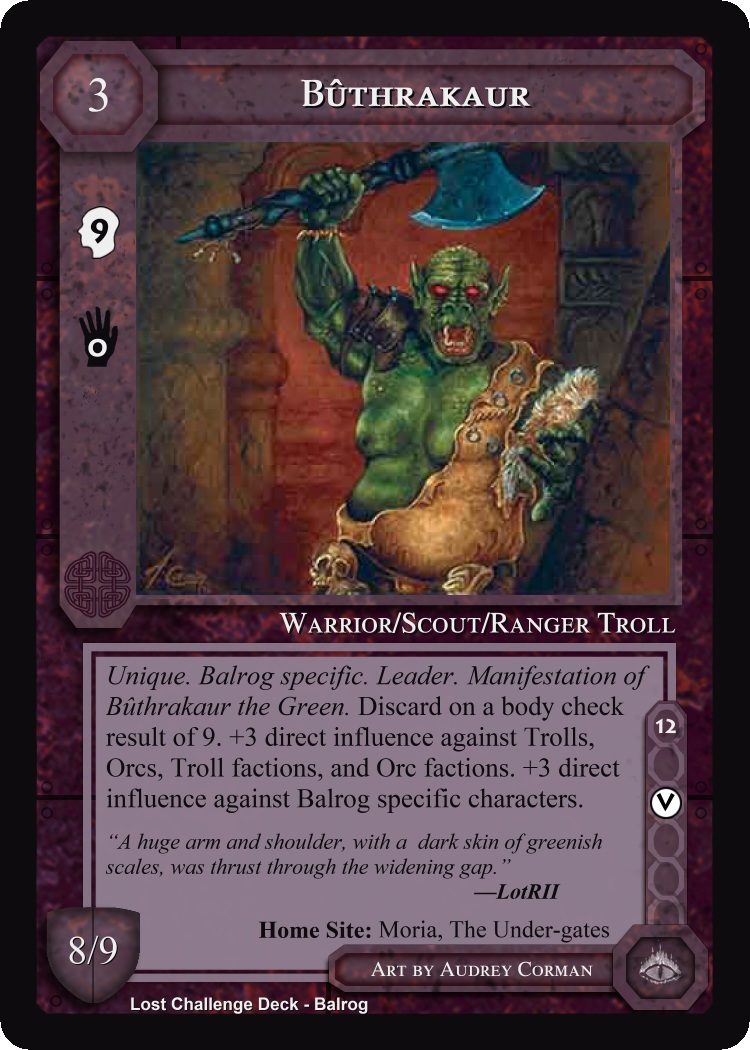 3
BÛTHRAKAUR
9
0
WARRIOR/SCOUT/RANGER TROLL
Unique. Balrog specific. Leader. Manifestation of
Bûthrakaur the Green. Discard on a body check
result of 9. +3 direct influence against Trolls,
Orcs, Troll factions, and Orc factions. +3 direct
influence against Balrog specific characters.
12
V
“A huge arm and shoulder, with a dark skin of greenish
scales, was thrust through the widening gap.”
—LotRII
Home Site: Moria, The Under-gates
8/9
ART BY AUDREY CORMAN
Lost Challenge Deck - Balrog